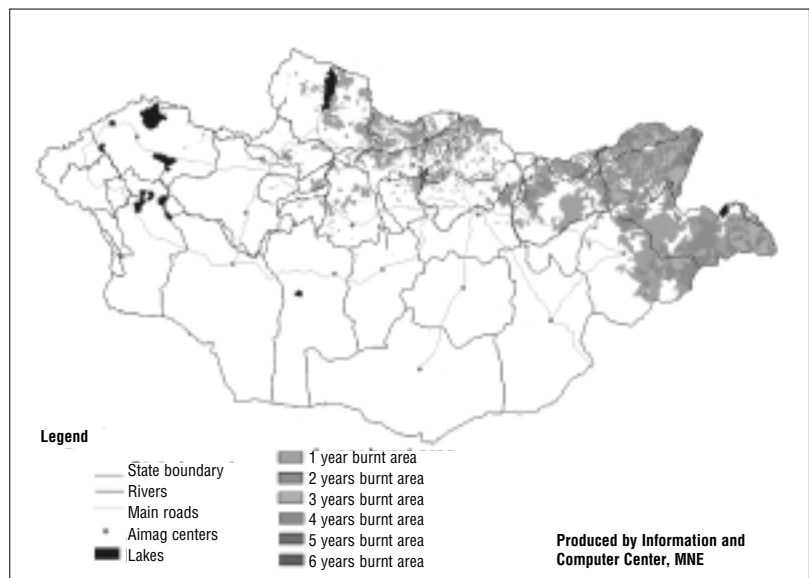 Legend
State boundary
Rivers
Main roads
Aimag centers
Lakes
1 year burnt area
2 years burnt area
3 years burnt area
4 years burnt area
5 years burnt area
6 years burnt area
Produced by Information and
Computer Center, MNE